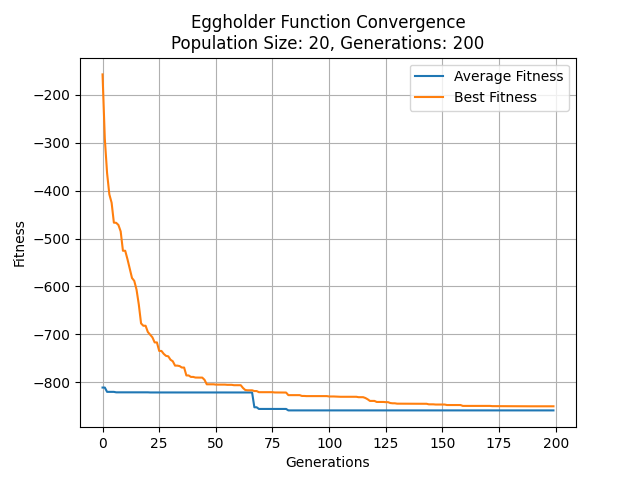 Eggholder Function Convergence
Population Size: 20, Generations: 200
Average Fitness
Best Fitness
Fitness
−200
−300
−400
−500
−600
−700
−800
0 25 50 75 100 125 150 175 200
Generations